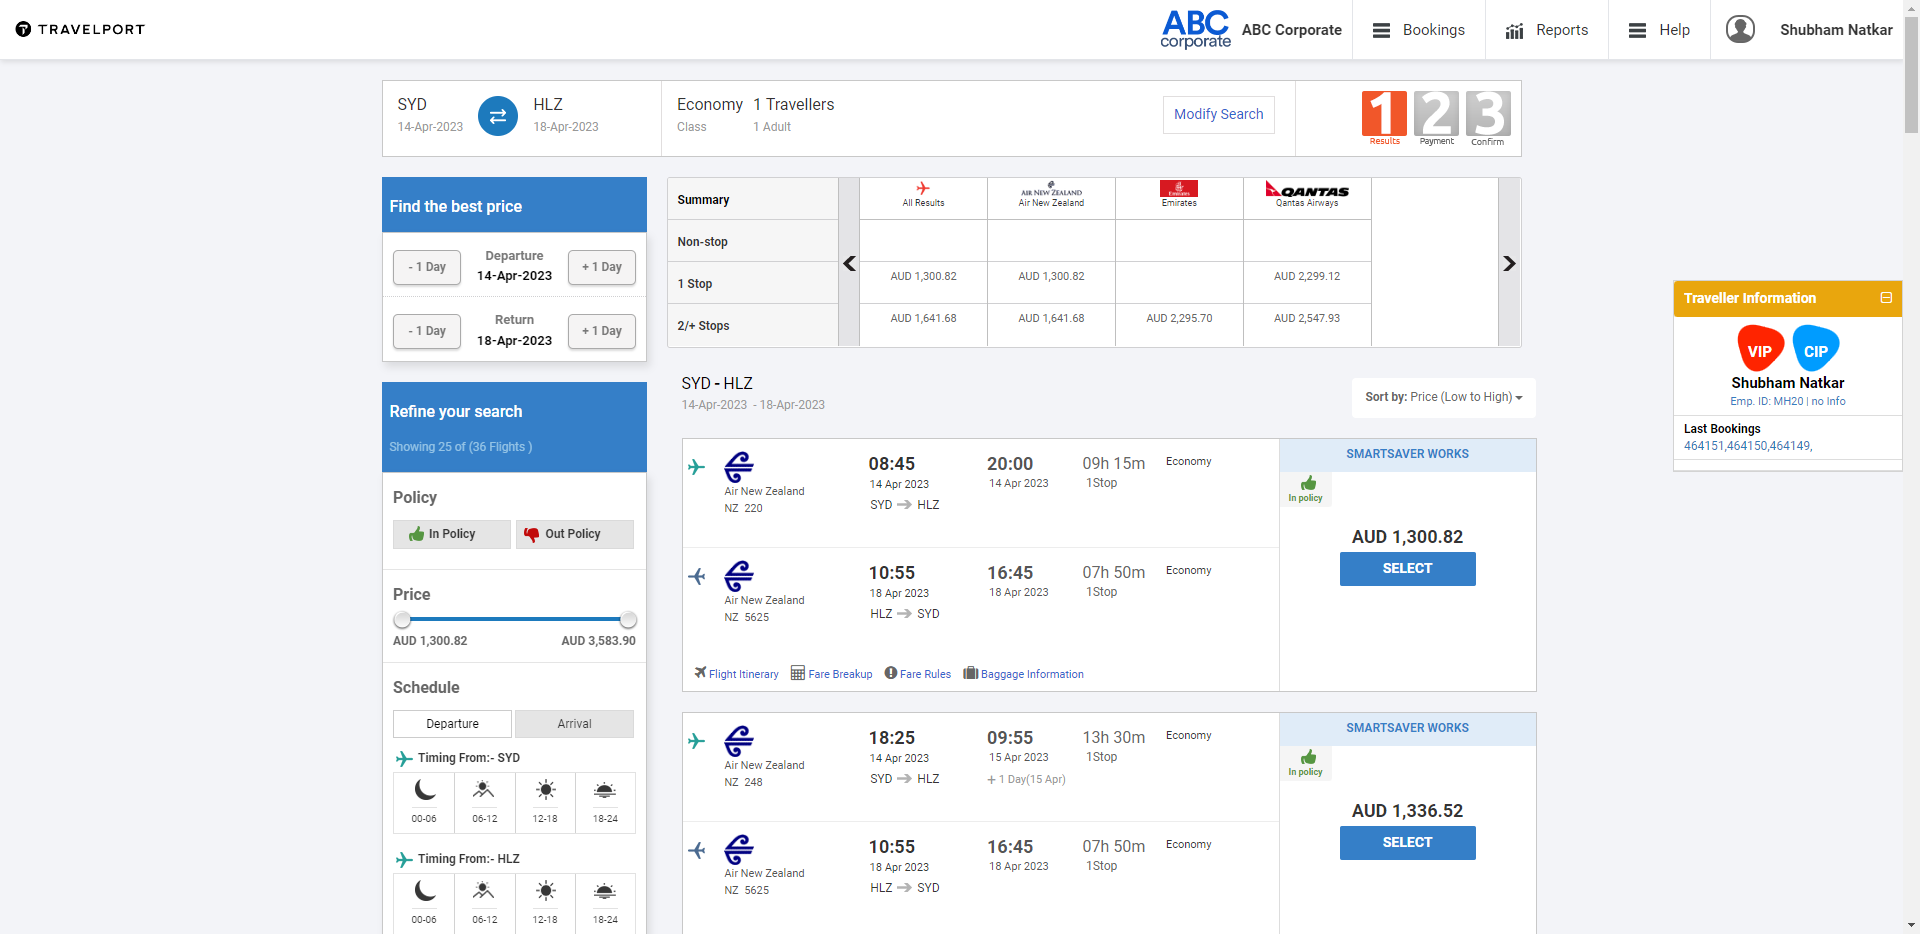 TRAVELPORT
ABC corporate
ABC Corporate
Bookings
Reports
Help
Shubham Natkar
SYD
14-Apr-2023
HLZ
18-Apr-2023
Economy
Class
1 Travellers
1 Adult
Modify Search
1 Results
2 Payment
3 Confirm
Find the best price
- 1 Day
Departure
14-Apr-2023
+ 1 Day
- 1 Day
Return
18-Apr-2023
+ 1 Day
Summary
All Results
AIR NEW ZEALAND
Air New Zealand
Emirates
Emirates
QANTAS
Qantas Airways
Non-stop
1 Stop
AUD 1,300.82
AUD 1,300.82
AUD 2,299.12
2/+ Stops
AUD 1,641.68
AUD 1,641.68
AUD 2,295.70
AUD 2,547.93
Traveller Information
VIP
CIP
Shubham Natkar
Emp. ID: MH20 | no Info
Last Bookings
464151,464150,464149,
Refine your search
Showing 25 of (36 Flights )
Policy
In Policy
Out Policy
Price
AUD 1,300.82
AUD 3,583.90
Schedule
Departure
Arrival
Timing From:- SYD
00-06
06-12
12-18
18-24
Timing From:- HLZ
00-06
06-12
12-18
18-24
SYD - HLZ
14-Apr-2023 - 18-Apr-2023
Sort by: Price (Low to High)
Air New Zealand
NZ 220
08:45
14 Apr 2023
SYD HLZ
20:00
14 Apr 2023
09h 15m
1Stop
Economy
SMARTSAVER WORKS
In policy
AUD 1,300.82
SELECT
Air New Zealand
NZ 5625
10:55
18 Apr 2023
HLZ SYD
16:45
18 Apr 2023
07h 50m
1Stop
Economy
Flight Itinerary
Fare Breakup
Fare Rules
Baggage Information
Air New Zealand
NZ 248
18:25
14 Apr 2023
SYD HLZ
09:55
15 Apr 2023
+ 1 Day(15 Apr)
13h 30m
1Stop
Economy
SMARTSAVER WORKS
In policy
AUD 1,336.52
SELECT
Air New Zealand
NZ 5625
10:55
18 Apr 2023
HLZ SYD
16:45
18 Apr 2023
07h 50m
1Stop
Economy